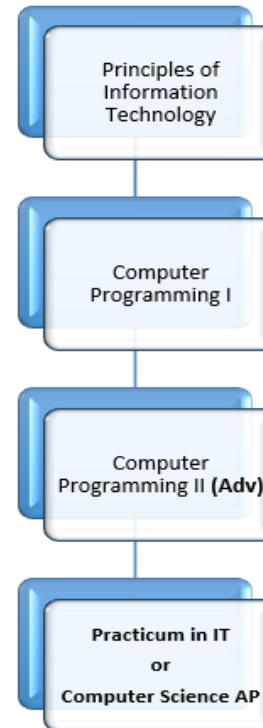 Principles of
Information
Technology
Computer
Programming I
Computer
Programming II (Adv)
Practicum in IT
or
Computer Science AP